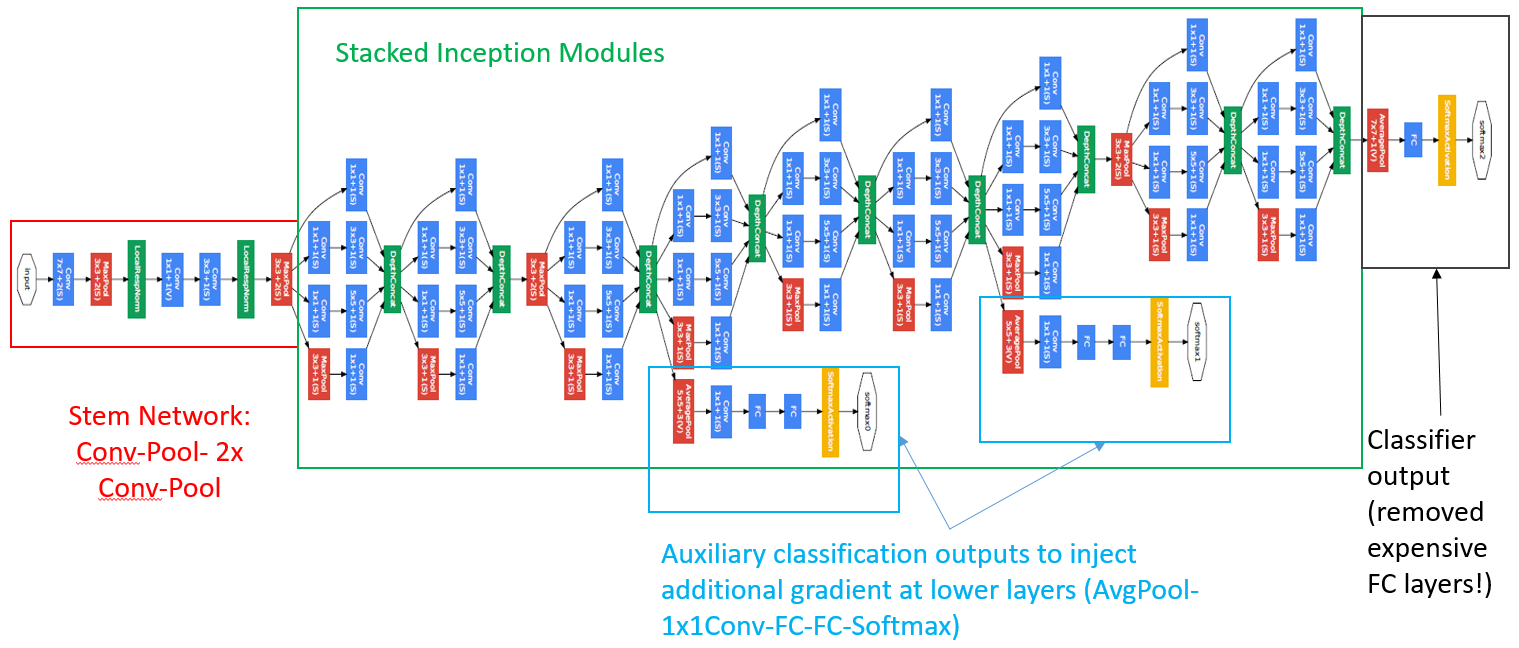 Stacked Inception Modules
input
Conv
7x7+2(S)
MaxPool
3x3+2(S)
LocalRespNorm
Conv
1x1+1(V)
Conv
3x3+1(S)
LocalRespNorm
MaxPool
3x3+2(S)
Conv
1x1+1(S)
Conv
1x1+1(S)
MaxPool
3x3+1(S)
Conv
1x1+1(S)
Conv
3x3+1(S)
Conv
5x5+1(S)
Conv
1x1+1(S)
DepthConcat
Conv
1x1+1(S)
Conv
1x1+1(S)
MaxPool
3x3+1(S)
Conv
1x1+1(S)
Conv
3x3+1(S)
Conv
5x5+1(S)
Conv
1x1+1(S)
DepthConcat
MaxPool
3x3+2(S)
Conv
1x1+1(S)
Conv
1x1+1(S)
MaxPool
3x3+1(S)
Conv
1x1+1(S)
Conv
3x3+1(S)
Conv
5x5+1(S)
Conv
1x1+1(S)
DepthConcat
Conv
1x1+1(S)
Conv
1x1+1(S)
MaxPool
3x3+1(S)
Conv
1x1+1(S)
Conv
3x3+1(S)
Conv
5x5+1(S)
Conv
1x1+1(S)
DepthConcat
AveragePool
5x5+3(V)
Conv
1x1+1(S)
FC
FC
SoftmaxActivation
softmax0
Conv
1x1+1(S)
Conv
1x1+1(S)
MaxPool
3x3+1(S)
Conv
1x1+1(S)
Conv
3x3+1(S)
Conv
5x5+1(S)
Conv
1x1+1(S)
DepthConcat
Conv
1x1+1(S)
Conv
1x1+1(S)
MaxPool
3x3+1(S)
Conv
1x1+1(S)
Conv
3x3+1(S)
Conv
5x5+1(S)
Conv
1x1+1(S)
DepthConcat
Conv
1x1+1(S)
Conv
1x1+1(S)
MaxPool
3x3+1(S)
Conv
1x1+1(S)
Conv
3x3+1(S)
Conv
5x5+1(S)
Conv
1x1+1(S)
DepthConcat
AveragePool
5x5+3(V)
Conv
1x1+1(S)
FC
FC
SoftmaxActivation
softmax1
MaxPool
3x3+2(S)
Conv
1x1+1(S)
Conv
1x1+1(S)
MaxPool
3x3+1(S)
Conv
1x1+1(S)
Conv
3x3+1(S)
Conv
5x5+1(S)
Conv
1x1+1(S)
DepthConcat
Conv
1x1+1(S)
Conv
1x1+1(S)
MaxPool
3x3+1(S)
Conv
1x1+1(S)
Conv
3x3+1(S)
Conv
5x5+1(S)
Conv
1x1+1(S)
DepthConcat
AveragePool
7x7+1(V)
FC
SoftmaxActivation
softmax2
Stem Network:
Conv-Pool- 2x
Conv-Pool
Auxiliary classification outputs to inject
additional gradient at lower layers (AvgPool-
1x1Conv-FC-FC-Softmax)
Classifier
output
(removed
expensive
FC layers!)